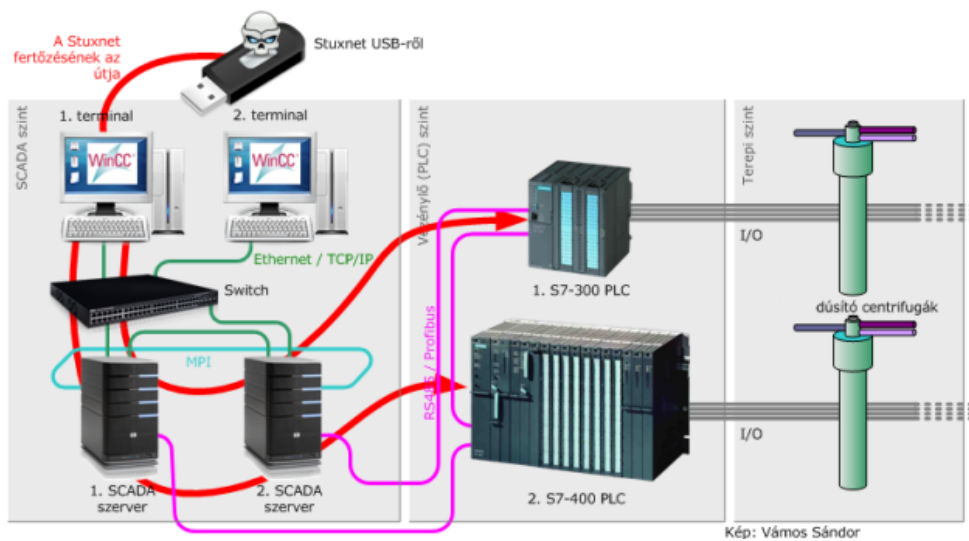 A Stuxnet
fertőzésének az
útja
Stuxnet USB-ről
SCADA szint
1. terminal
2. terminal
WinCC
WinCC
Ethernet / TCP/IP
Switch
MPI
1. SCADA
szerver
2. SCADA
szerver
Vezénylő (PLC) szint
RS485 / Profibus
1. S7-300 PLC
2. S7-400 PLC
Terepi szint
I/O
dúsító centrifugák
I/O
Kép: Vámos Sándor